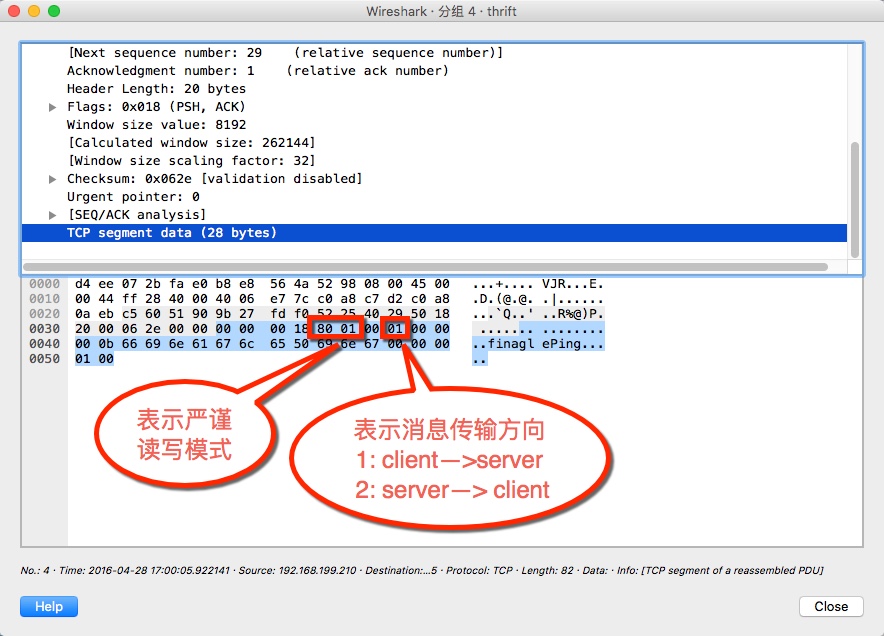 Wireshark · 分组 4 · thrift
[Next sequence number: 29    (relative sequence number)]
Acknowledgment number: 1    (relative ack number)
Header Length: 20 bytes
Flags: 0x018 (PSH, ACK)
Window size value: 8192
[Calculated window size: 262144]
[Window size scaling factor: 32]
Checksum: 0x062e [validation disabled]
Urgent pointer: 0
[SEQ/ACK analysis]
TCP segment data (28 bytes)
0000 d4 ee 07 2b fa e0 b8 e8 56 4a 52 98 08 00 45 00 ...+.... VJR...E.
0010 00 44 ff 28 40 00 40 06 e7 7c c0 a8 c7 d2 c0 a8 .D.(@.@. .|......
0020 0a eb c5 60 51 90 9b 27 fd f0 52 25 40 29 50 18 ...`Q..' ..R%@)P.
0030 20 00 06 2e 00 00 00 00 00 18 80 01 00 01 00 00 ........ ........
0040 00 0b 66 69 6e 61 67 6c 65 50 69 6e 67 00 00 00 ..finagl ePing...
0050 01 00 ..
表示严谨
读写模式
表示消息传输方向
1: client—>server
2: server—> client
No.: 4 · Time: 2016-04-28 17:00:05.922141 · Source: 192.168.199.210 · Destination:...5 · Protocol: TCP · Length: 82 · Data: · Info: [TCP segment of a reassembled PDU]
Help
Close